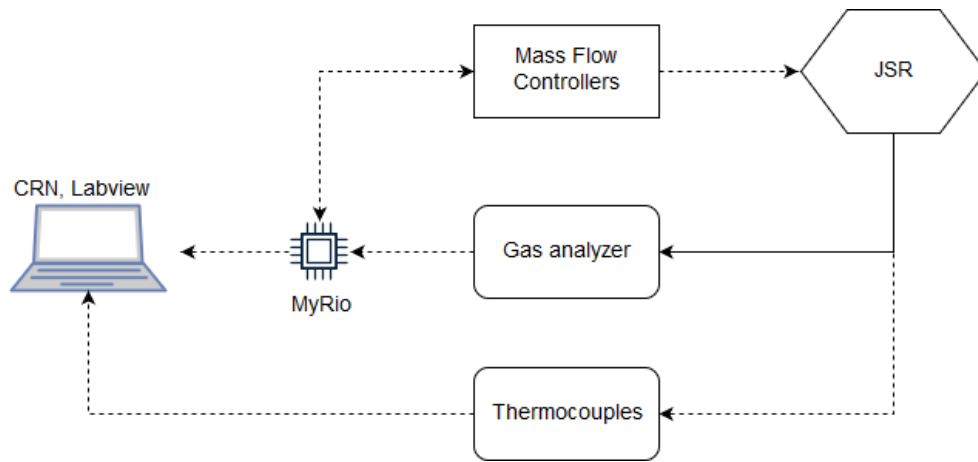 Mass Flow
Controllers
JSR
CRN, Labview
Gas analyzer
MyRio
Thermocouples